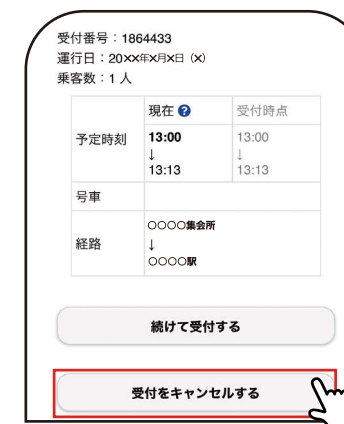 受付番号：1864433
運行日：20××年×月×日（×）
乗客数：1 人
現在 ? 受付時点
予定時刻 13:00 13:00
↓ ↓
13:13 13:13
号車
○○○○集会所
経路 ↓
○○○○駅
続けて受付する
受付をキャンセルする